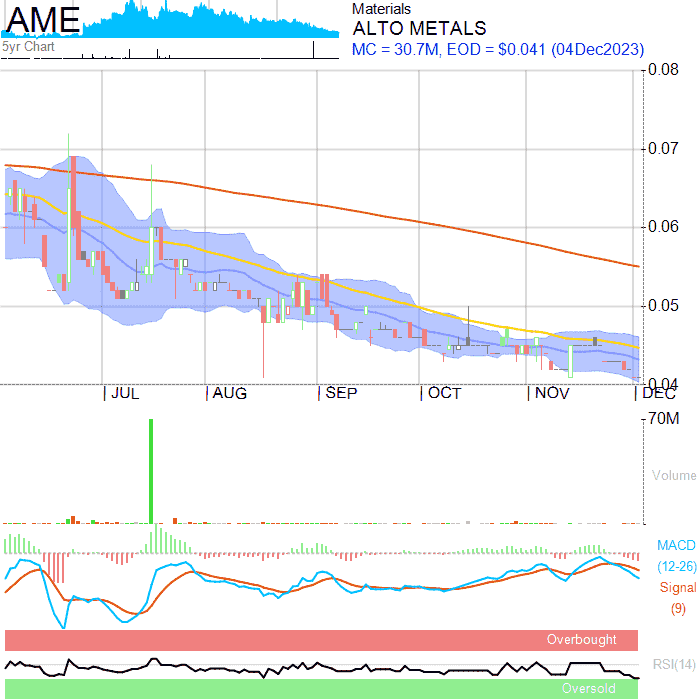 AME
5yr Chart
Materials
ALTO METALS
MC = 30.7M, EOD = $0.041 (04Dec2023)
0.08
0.07
0.06
0.05
0.04
JUL
AUG
SEP
OCT
NOV
DEC
70M
Volume
MACD
(12-26)
Signal
(9)
Overbought
RSI(14)
Oversold